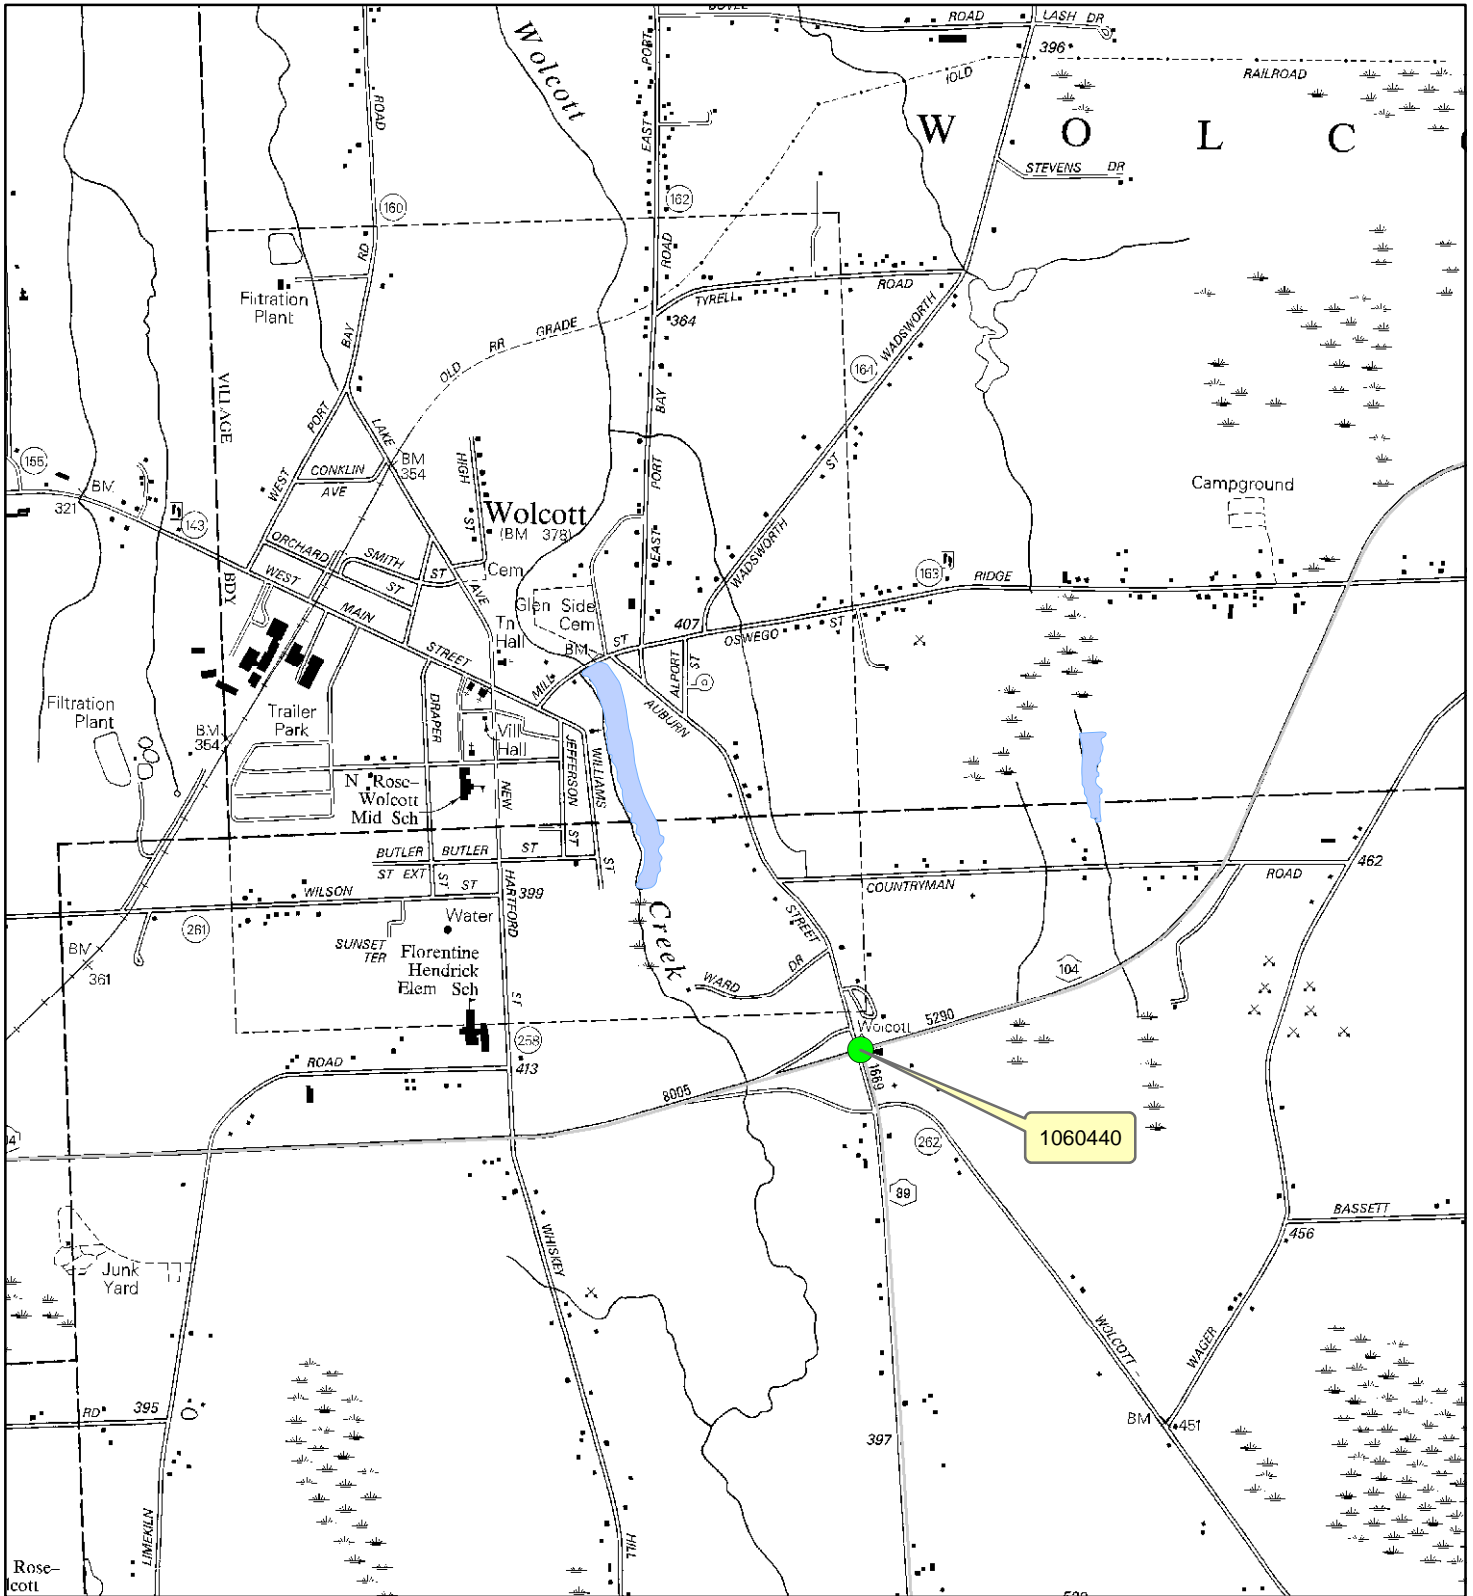 ROAD
LASH DR
396
OLD
RAILROAD
Wolcott
PORT
EAST
ROAD
W O L C
STEVENS DR
160
162
ROAD
RD
Filtration
Plant
BAY
TYRELL
ROAD
364
OLD RR GRADE
WADSWORTH
164
VILLAGE
PORT
WEST
LAKE
BAY
CONKLIN
AVE
BM
354
HIGH
ST
155
BM
321
143
Wolcott
(BM 378)
PORT
EAST
ST
WADSWORTH
Campground
ORCHARD
SMITH
ST
ST
AVE
Cem
WEST
MAIN
STREET
BDY
Glen Side
Cem
Tn
Hall
BM
ST
MILL
407
OSWEGO
ST
163
RIDGE
ALPORT
ST
AUBURN
Filtration
Plant
BM
354
Trailer
Park
DRAPER
Vill
Hall
JEFFERSON
ST
WILLIAMS
ST
NEW
N Rose-
Wolcott
Mid Sch
BUTLER
ST EXT
BUTLER
ST
ST
ST
WILSON
399
HARTFORD
ST
COUNTRYMAN
ROAD
462
STREET
261
BM
361
Water
SUNSET
TER
Florentine
Hendrick
Elem Sch
Creek
WARD DR
104
Wolcott
5290
258
413
ROAD
8005
1669
1060440
262
89
BASSETT
456
WHISKEY
Junk
Yard
WOLCOTT
WAGER
RD
395
397
BM
451
LIMEKILN
HILL
Rose-
lcott